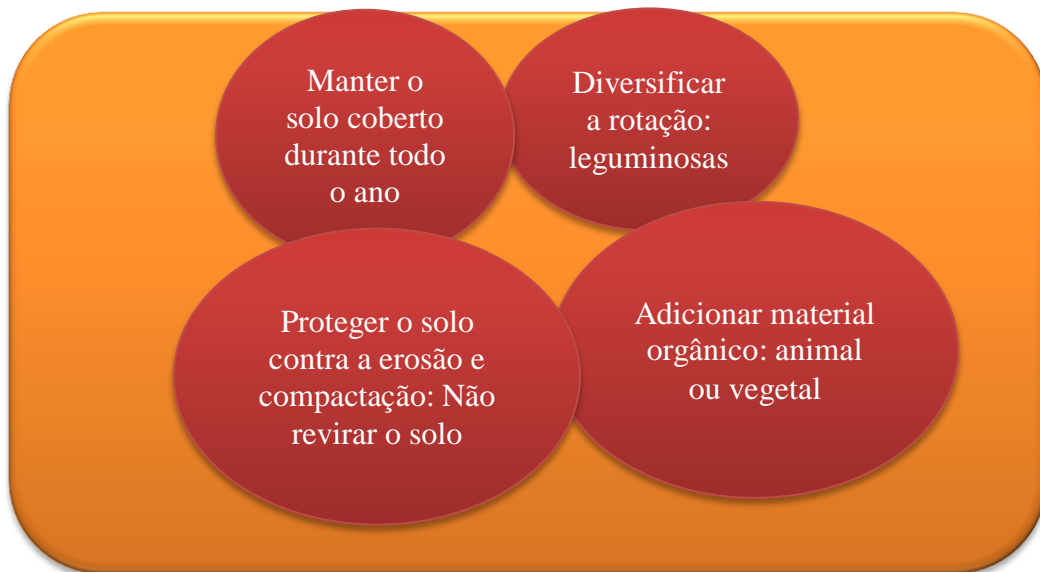 Manter o
solo coberto
durante todo
o ano
Diversificar
a rotação:
leguminosas
Proteger o solo
contra a erosão e
compactação: Não
revirar o solo
Adicionar material
orgânico: animal
ou vegetal